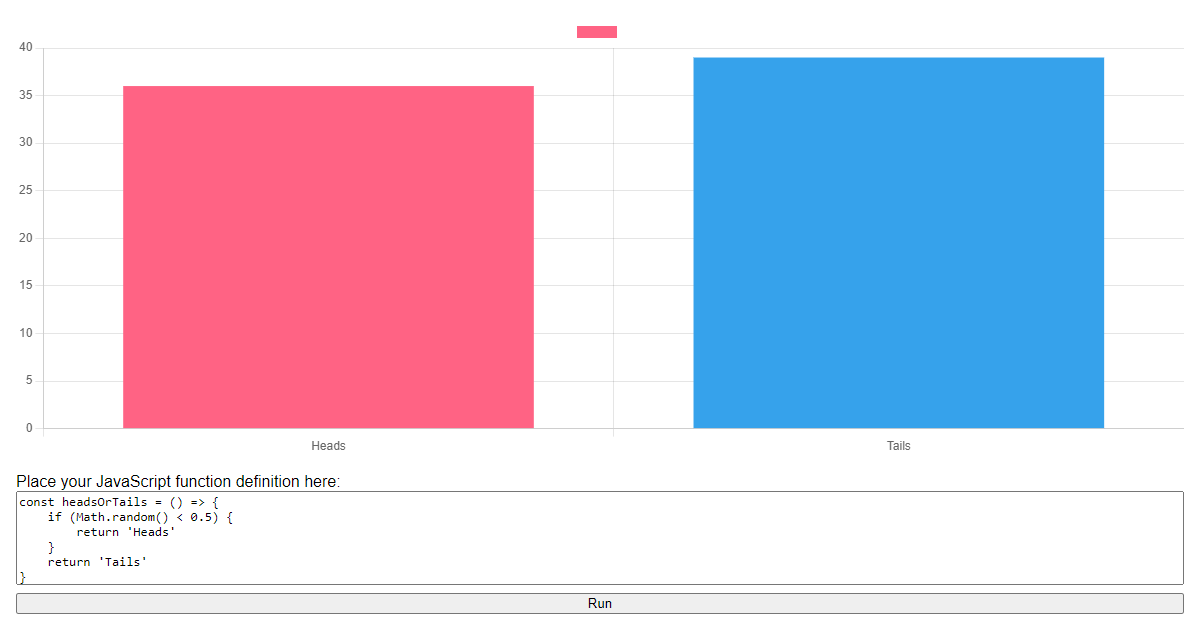 40
35
30
25
20
15
10
5
0
Heads Tails
Place your JavaScript function definition here:
const headsOrTails = () => {
    if (Math.random() < 0.5) {
        return 'Heads'
    }
    return 'Tails'
}
Run